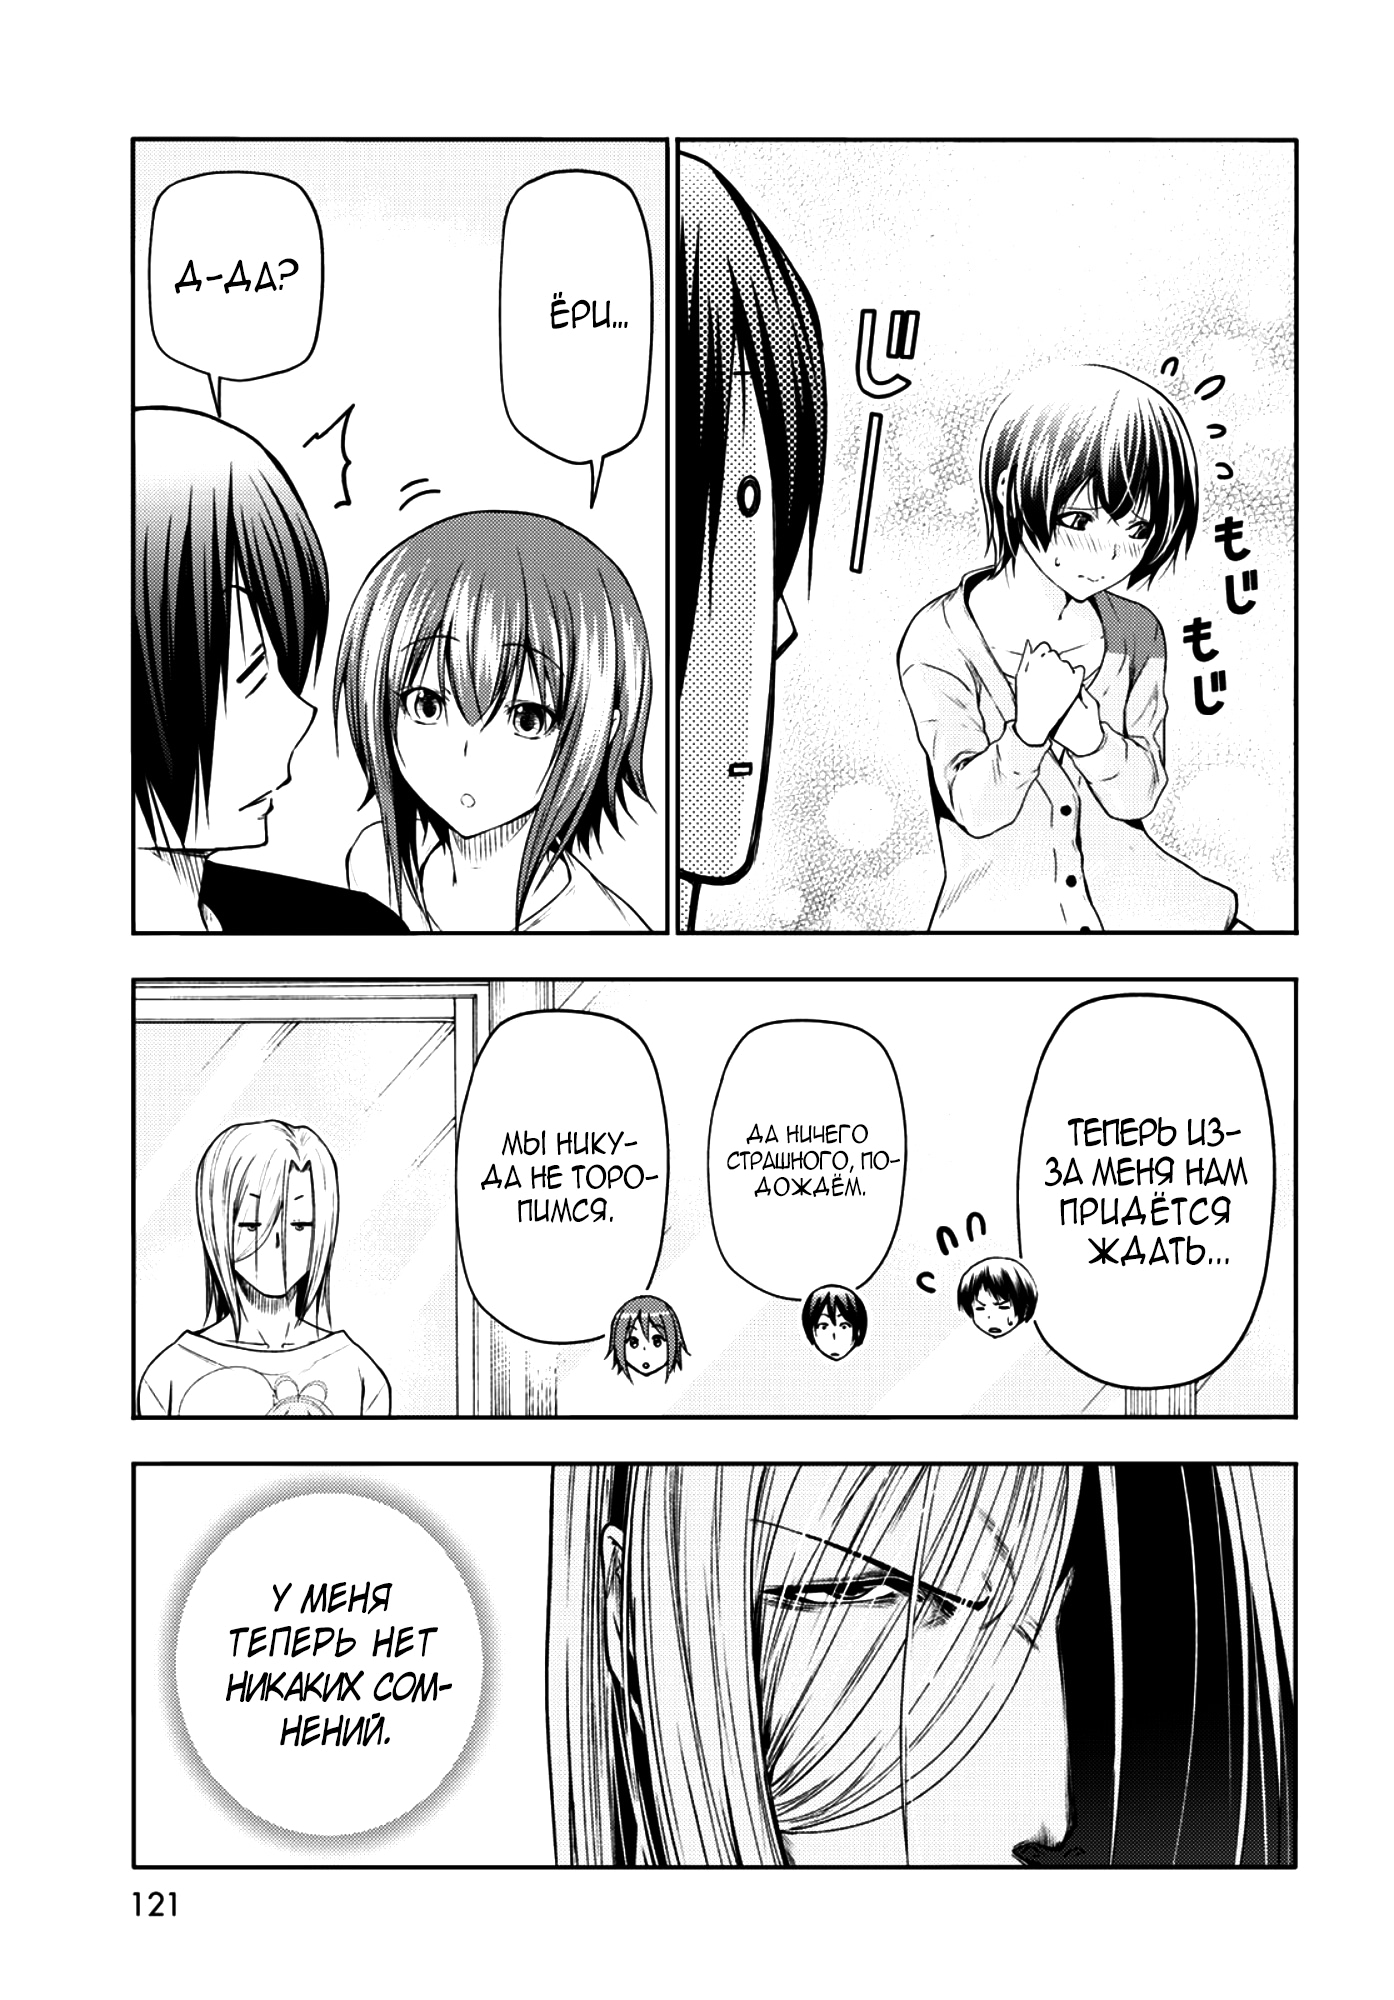 じーー
もじ
もじ
ЁРИ...
Д-ДА?
ТЕПЕРЬ ИЗ-
ЗА МЕНЯ НАМ
ПРИДЁТСЯ
ЖДАТЬ...
ДА НИЧЕГО
СТРАШНОГО, ПО-
ДОЖДЁМ.
МЫ НИКУ-
ДА НЕ ТОРО-
ПИМСЯ.
У МЕНЯ
ТЕПЕРЬ НЕТ
НИКАКИХ СОМ-
НЕНИЙ.
121